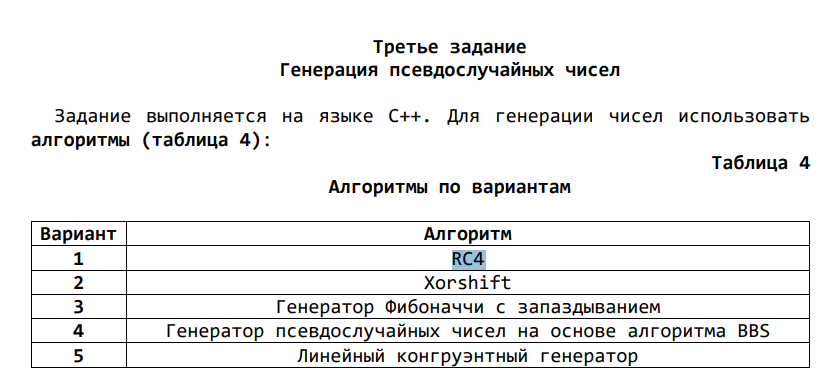 Третье задание
Генерация псевдослучайных чисел
Задание выполняется на языке C++. Для генерации чисел использовать
алгоритмы (таблица 4):
Таблица 4
Алгоритмы по вариантам
Вариант Алгоритм
1 RC4
2 Xorshift
3 Генератор Фибоначчи с запаздыванием
4 Генератор псевдослучайных чисел на основе алгоритма BBS
5 Линейный конгруэнтный генератор